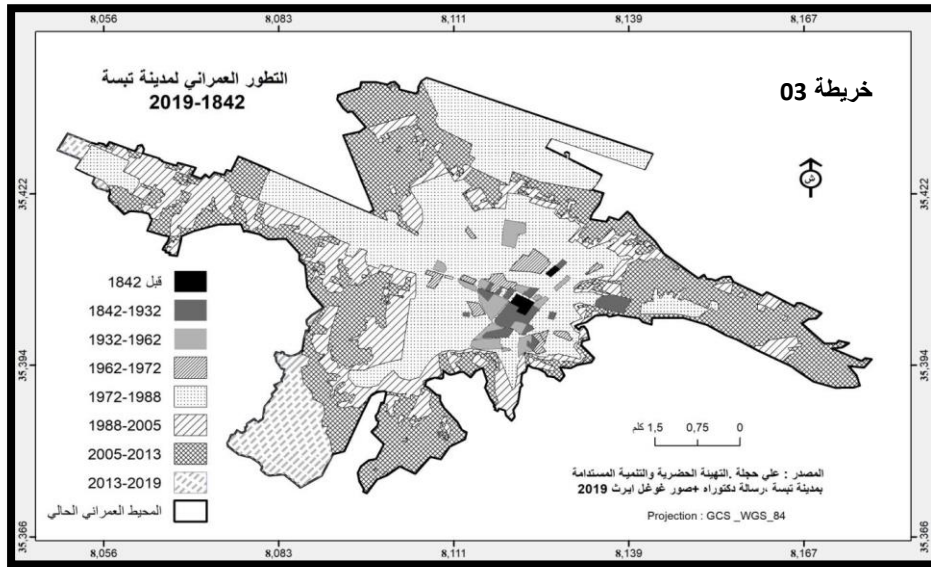 8,056 8,083 8,111 8,139 8,167
التطور العمراني لمدينة تبسة
1842-2019
خريطة 03
ش
35,422
35,422
35,394
35,394
35,366
35,366
قبل 1842
1842-1932
1932-1962
1962-1972
1972-1988
1988-2005
2005-2013
2013-2019
المحيط العمراني الحالي
0 0,75 1,5 كلم
المصدر : علي حجلة .التهيئة الحضرية والتنمية المستدامة
بمدينة تبسة ،رسالة دكتوراه +صور غوغل ايرث 2019
Projection : GCS _WGS_84
8,056 8,083 8,111 8,139 8,167